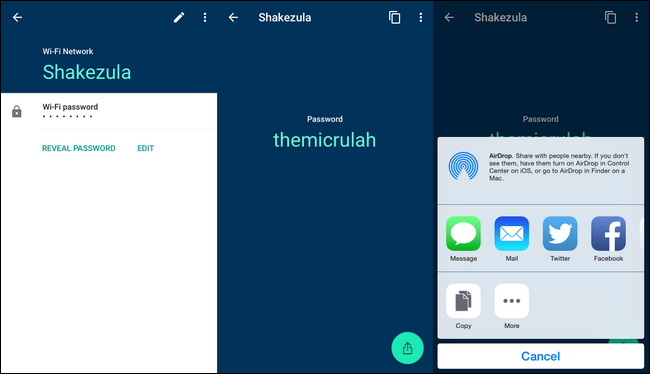 Wi-Fi Network
Shakezula
Wi-Fi password
REVEAL PASSWORD EDIT
Shakezula
Password
themicrulah
Shakezula
Password
themicrulah
AirDrop. Share with people nearby. If you don't
see them, have them turn on AirDrop in Control
Center on iOS, or go to AirDrop in Finder on a
Mac.
Message Mail Twitter Facebook
Copy More
Cancel